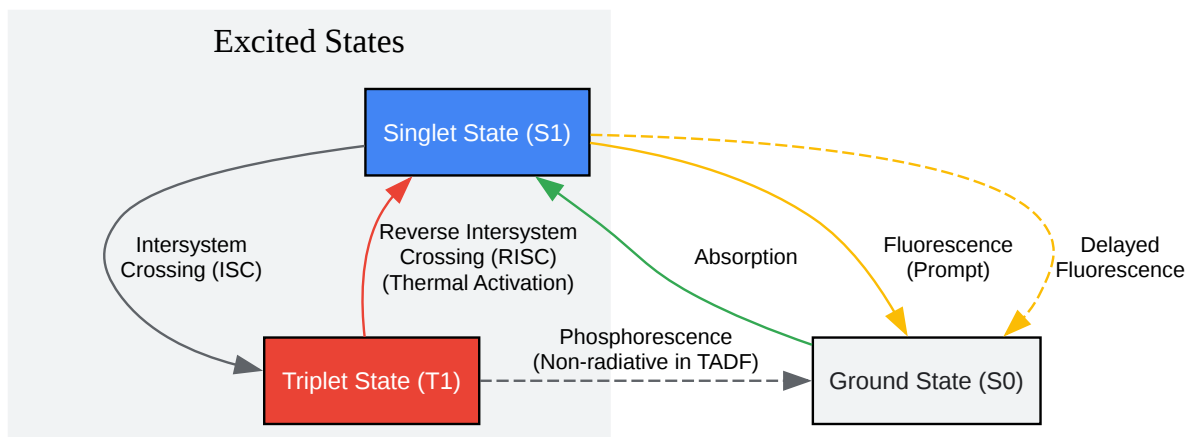 Excited States
Singlet State (S1)
Intersystem
Crossing (ISC)
Reverse Intersystem
Crossing (RISC)
(Thermal Activation)
Absorption
Fluorescence
(Prompt)
Delayed
Fluorescence
Phosphorescence
(Non-radiative in TADF)
Triplet State (T1)
Ground State (S0)